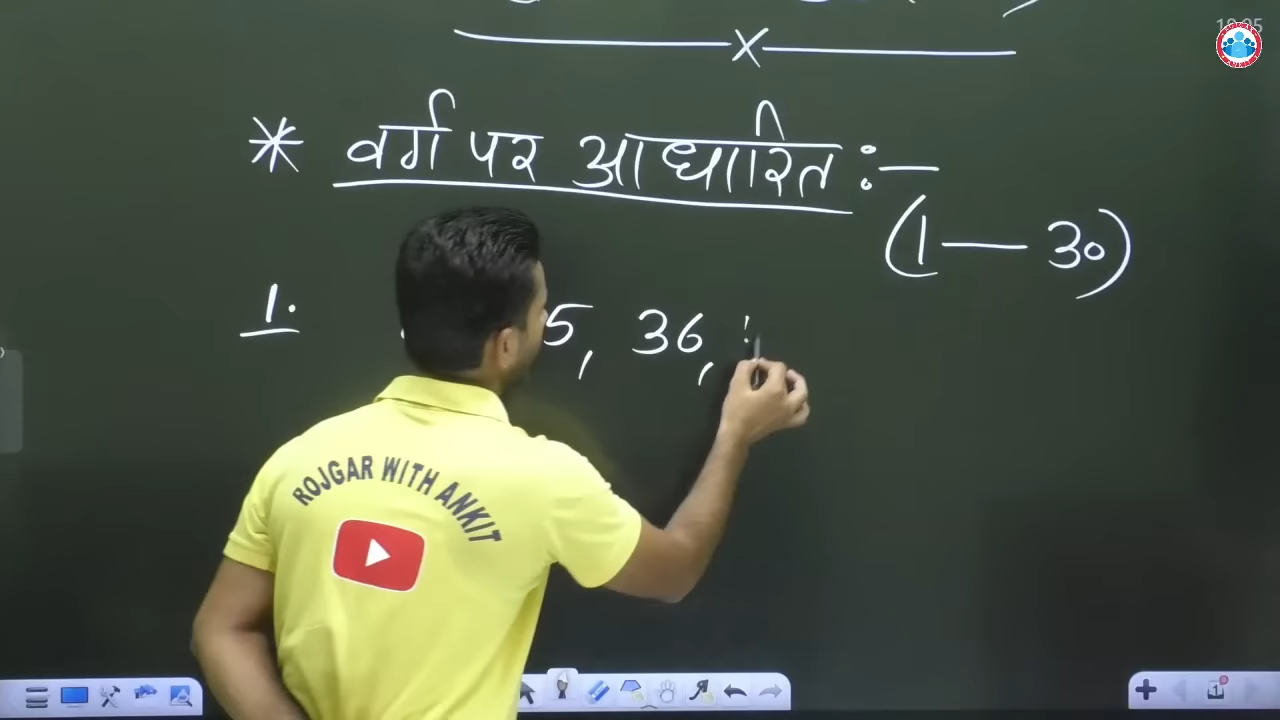 * वर्ग पर आधारित :—
(1 — 30)
1. 5, 36,
ROJGAR WITH ANKIT